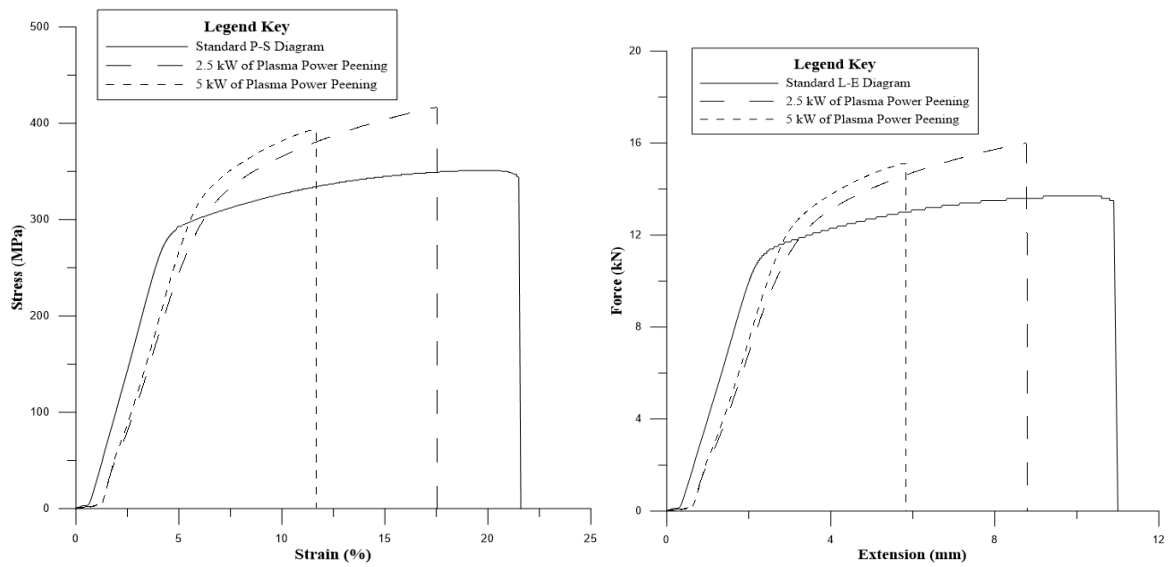 Legend Key
Standard P-S Diagram
2.5 kW of Plasma Power Peening
5 kW of Plasma Power Peening
500
400
300
200
100
0
Stress (MPa)
0 5 10 15 20 25
Strain (%)
Legend Key
Standard L-E Diagram
2.5 kW of Plasma Power Peening
5 kW of Plasma Power Peening
20
16
12
8
4
0
Force (kN)
0 4 8 12
Extension (mm)